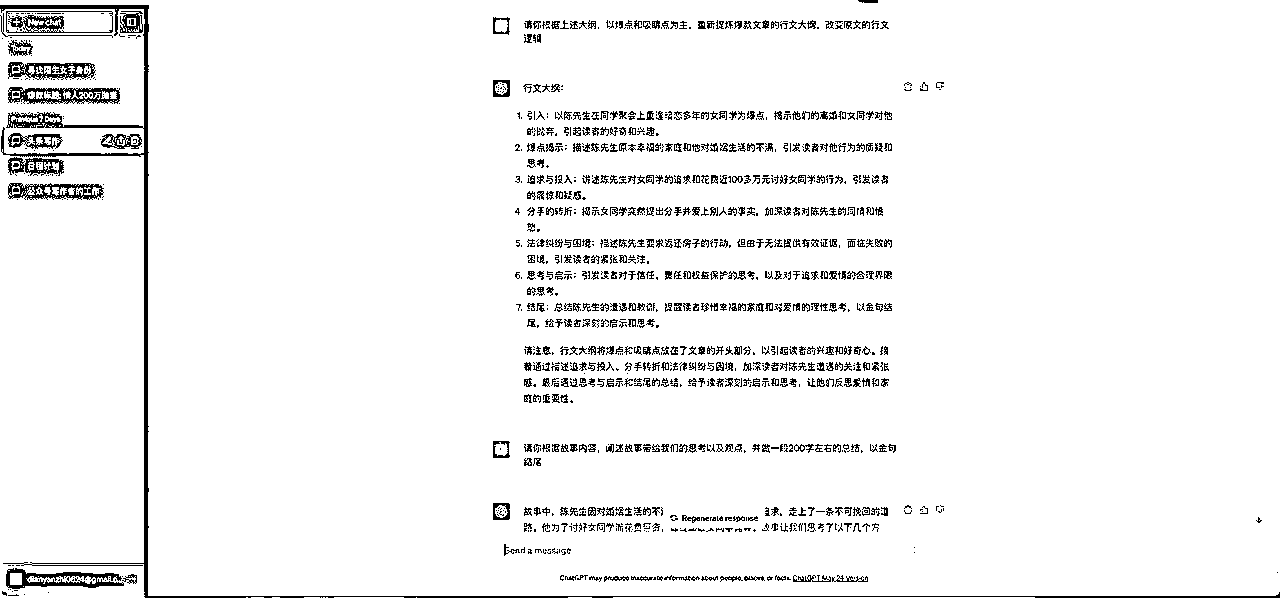 New chat
Today
爆款标题:情人200万房套
Previous 7 Days
头条写作
日程计划
公众号写作者的工作
请你根据上述大纲，以爆点和吸睛点为主，重新提炼爆款文章的行文大纲，改变原文的行文
逻辑
行文大纲：
1. 引入：以陈先生在同学聚会上重逢暗恋多年的女同学为爆点，揭示他们的离婚和女同学对他
的抛弃，引起读者的好奇和兴趣。
2. 爆点揭示：描述陈先生原本幸福的家庭和他对婚姻生活的不满，引发读者对他行为的质疑和
思考。
3. 追求与投入：讲述陈先生对女同学的追求和花费近100多万元讨好女同学的行为，引发读者
的震惊和疑惑。
4. 分手的转折：揭示女同学突然提出分手并爱上别人的事实，加深读者对陈先生的同情和愤
怒。
5. 法律纠纷与困境：描述陈先生要求返还房子的行动，但由于无法提供有效证据，面临失败的
困境，引发读者的紧张和关注。
6. 思考与启示：引发读者对于信任、责任和权益保护的思考，以及对于追求和爱情的合理界限
的思考。
7. 结尾：总结陈先生的遭遇和教训，提醒读者珍惜幸福的家庭和对爱情的理性思考，以金句结
尾，给予读者深刻的启示和思考。
请注意，行文大纲将爆点和吸睛点放在了文章的开头部分，以引起读者的兴趣和好奇心。接
着通过描述追求与投入、分手转折和法律纠纷与困境，加深读者对陈先生遭遇的关注和紧张
感。最后通过思考与启示和结尾的总结，给予读者深刻的启示和思考，让他们反思爱情和家
庭的重要性。
请你根据故事内容，阐述故事带给我们的思考以及观点，并做一段200字左右的总结，以金句
结尾
故事中，陈先生因对婚姻生活的不 追求，走上了一条不可挽回的道
路。他为了讨好女同学而花费巨资， 故事让我们思考了以下几个方
Regenerate response
Send a message
ChatGPT may produce inaccurate information about people, places, or facts. ChatGPT May 24 Version